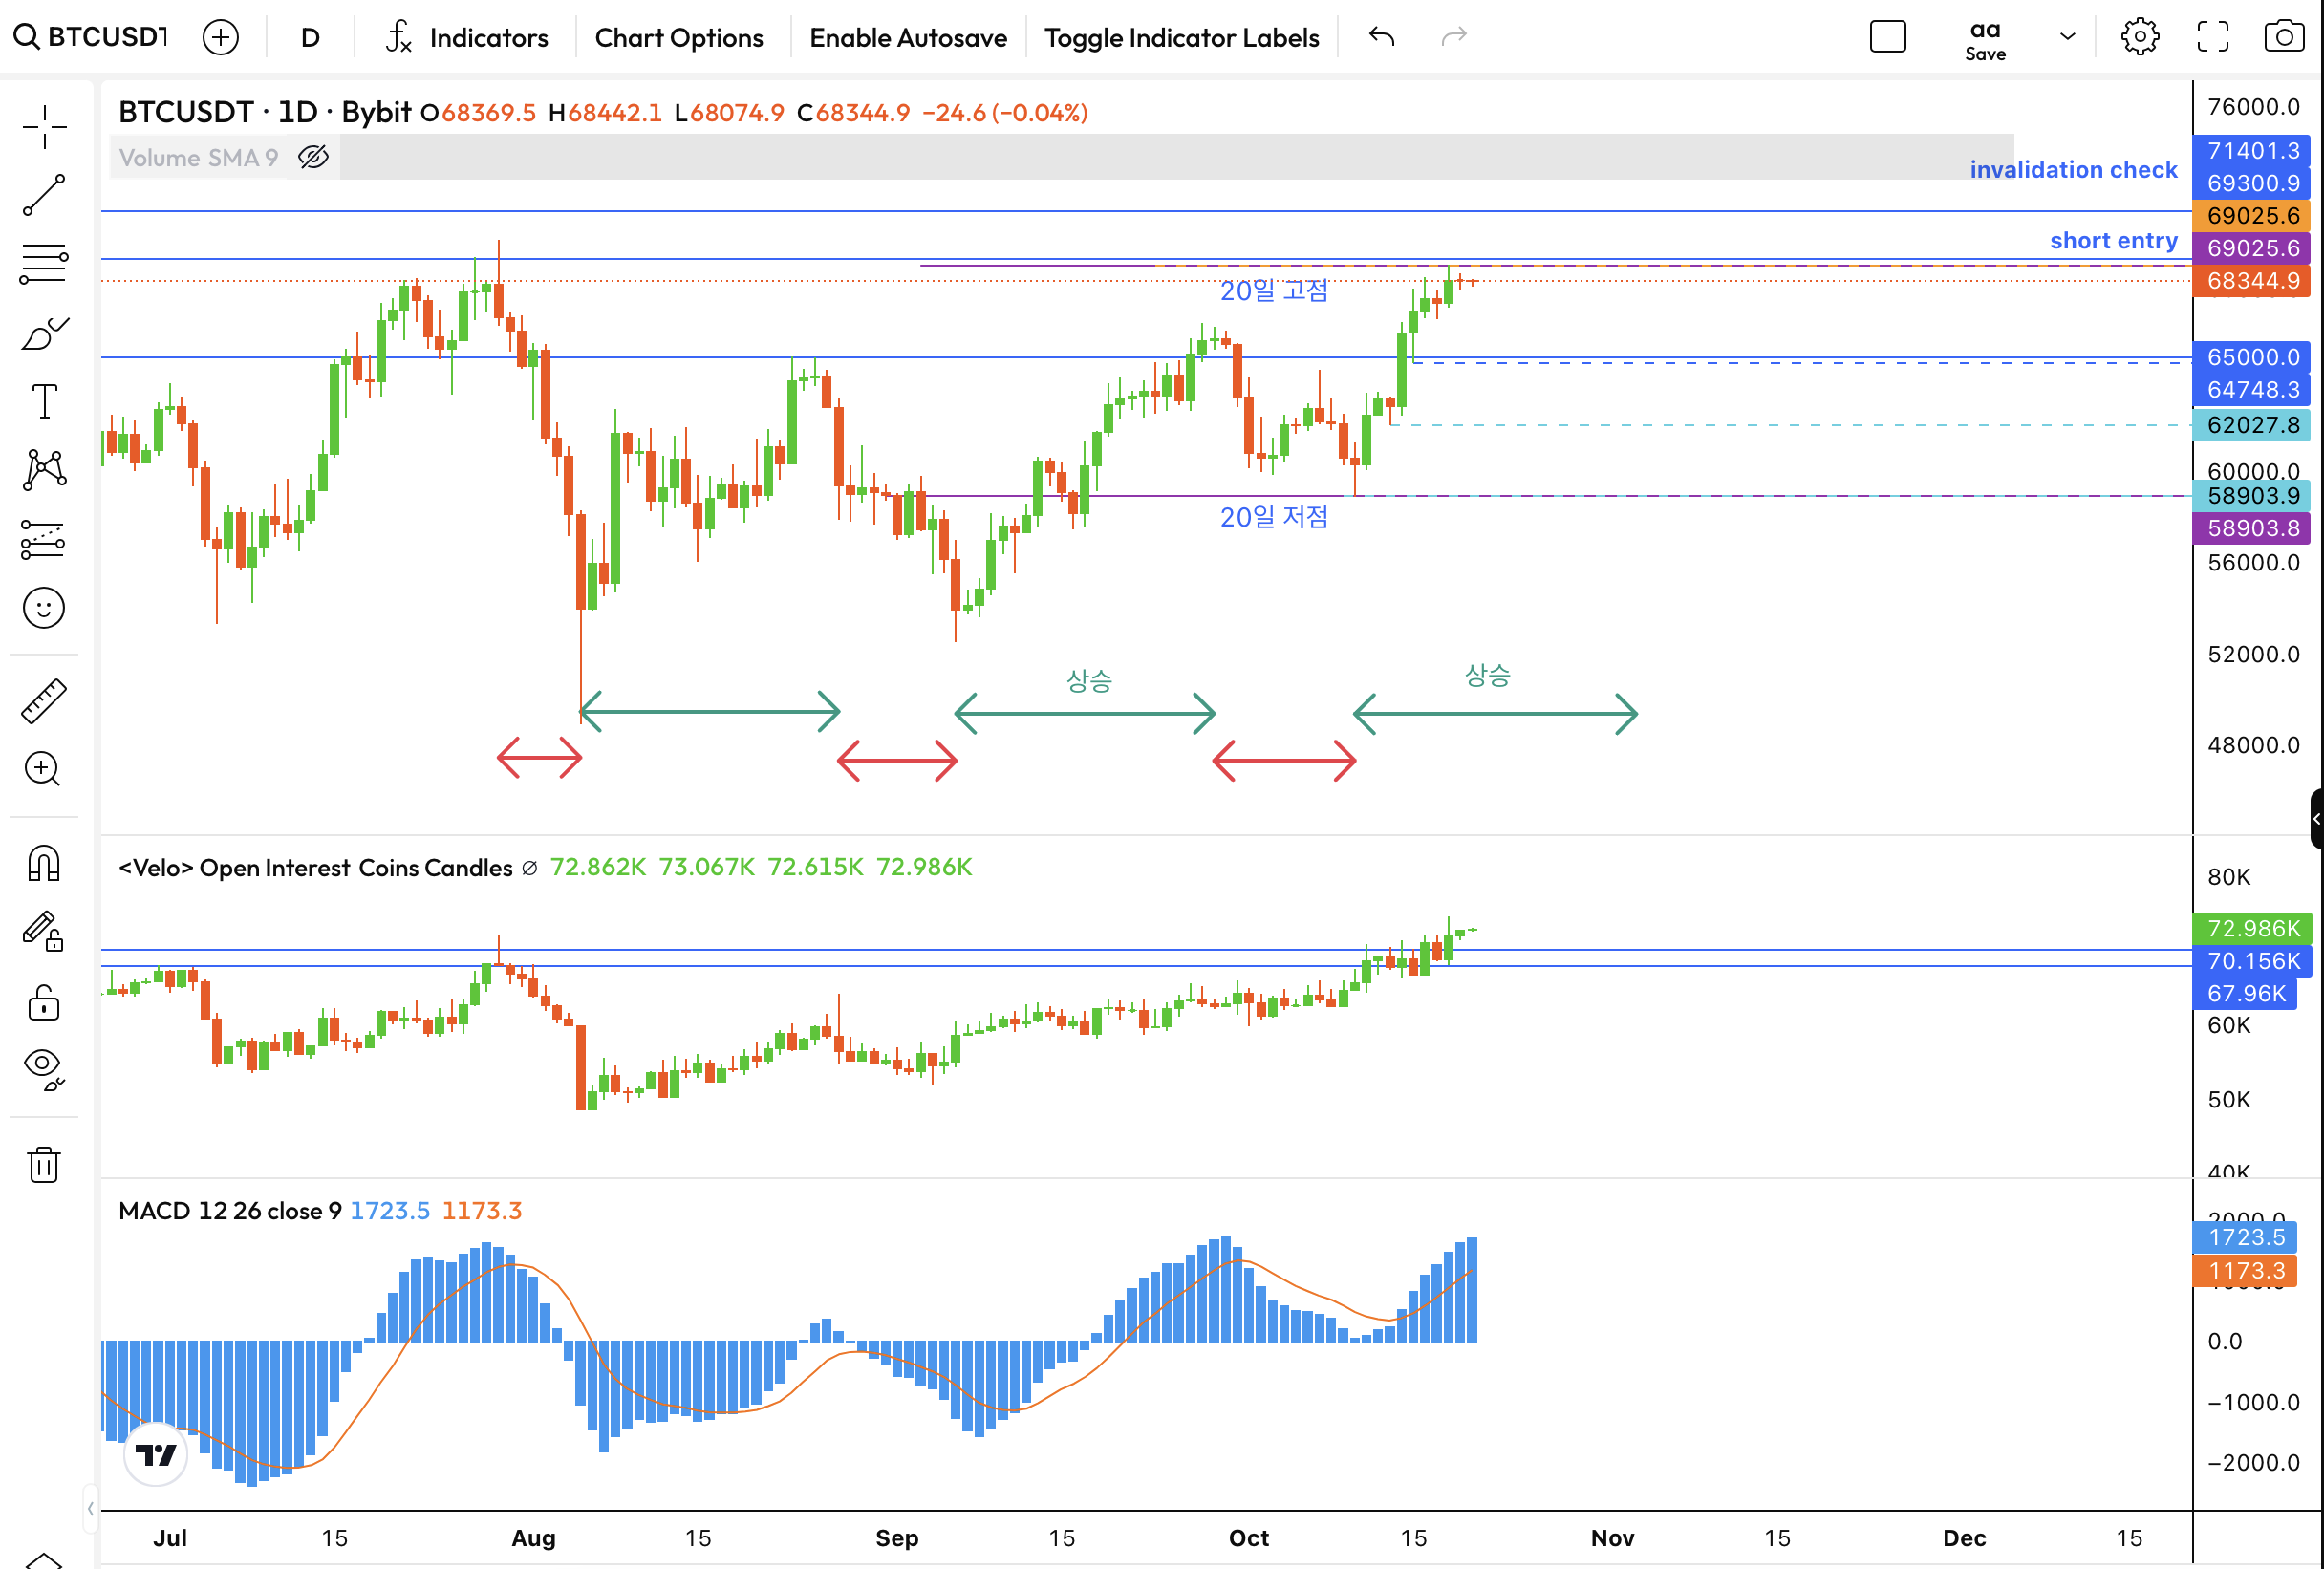 BTCUSDT
D
Indicators
Chart Options
Enable Autosave
Toggle Indicator Labels
aa
Save
BTCUSDT · 1D · Bybit O68369.5 H68442.1 L68074.9 C68344.9 −24.6 (−0.04%)
Volume SMA 9
76000.0
invalidation check
71401.3
69300.9
69025.6
short entry
69025.6
68344.9
20일 고점
65000.0
64748.3
62027.8
60000.0
58903.9
20일 저점
58903.8
56000.0
52000.0
상승
상승
48000.0
<Velo> Open Interest Coins Candles ∅ 72.862K 73.067K 72.615K 72.986K
80K
72.986K
70.156K
67.96K
60K
50K
40K
MACD 12 26 close 9 1723.5 1173.3
2000.0
1723.5
1173.3
0.0
−1000.0
−2000.0
Jul 15 Aug 15 Sep 15 Oct 15 Nov 15 Dec 15